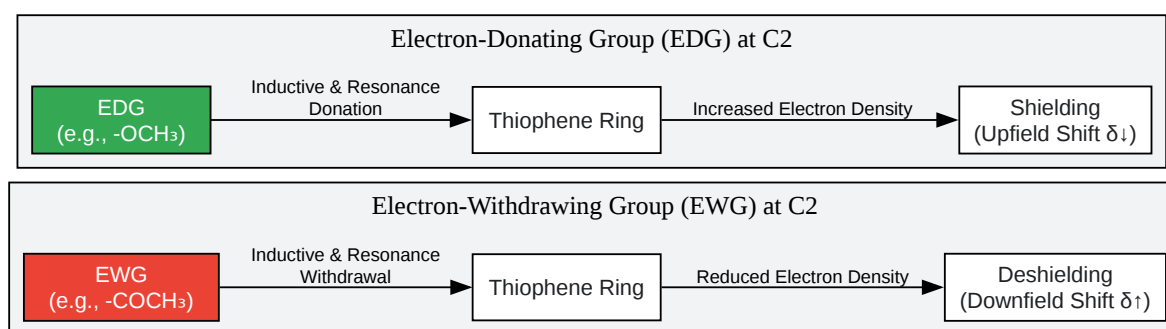 Electron-Donating Group (EDG) at C2
EDG
(e.g., -OCH₃)
Inductive & Resonance
Donation
Thiophene Ring
Increased Electron Density
Shielding
(Upfield Shift δ↓)
Electron-Withdrawing Group (EWG) at C2
EWG
(e.g., -COCH₃)
Inductive & Resonance
Withdrawal
Thiophene Ring
Reduced Electron Density
Deshielding
(Downfield Shift δ↑)